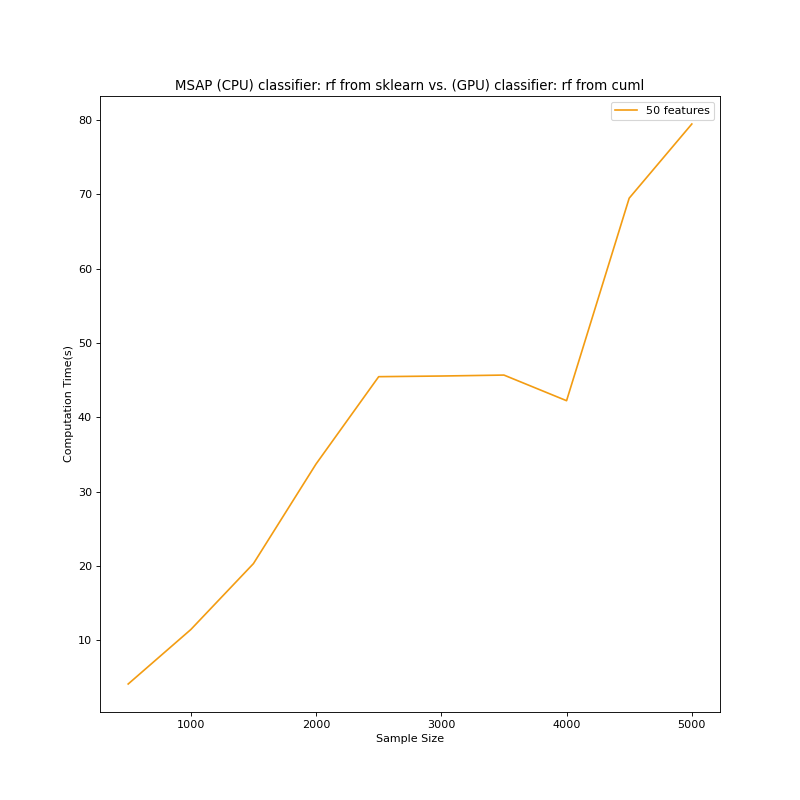 MSAP (CPU) classifier: rf from sklearn vs. (GPU) classifier: rf from cuml
50 features
80
70
60
50
40
30
20
10
Computation Time(s)
1000 2000 3000 4000 5000
Sample Size